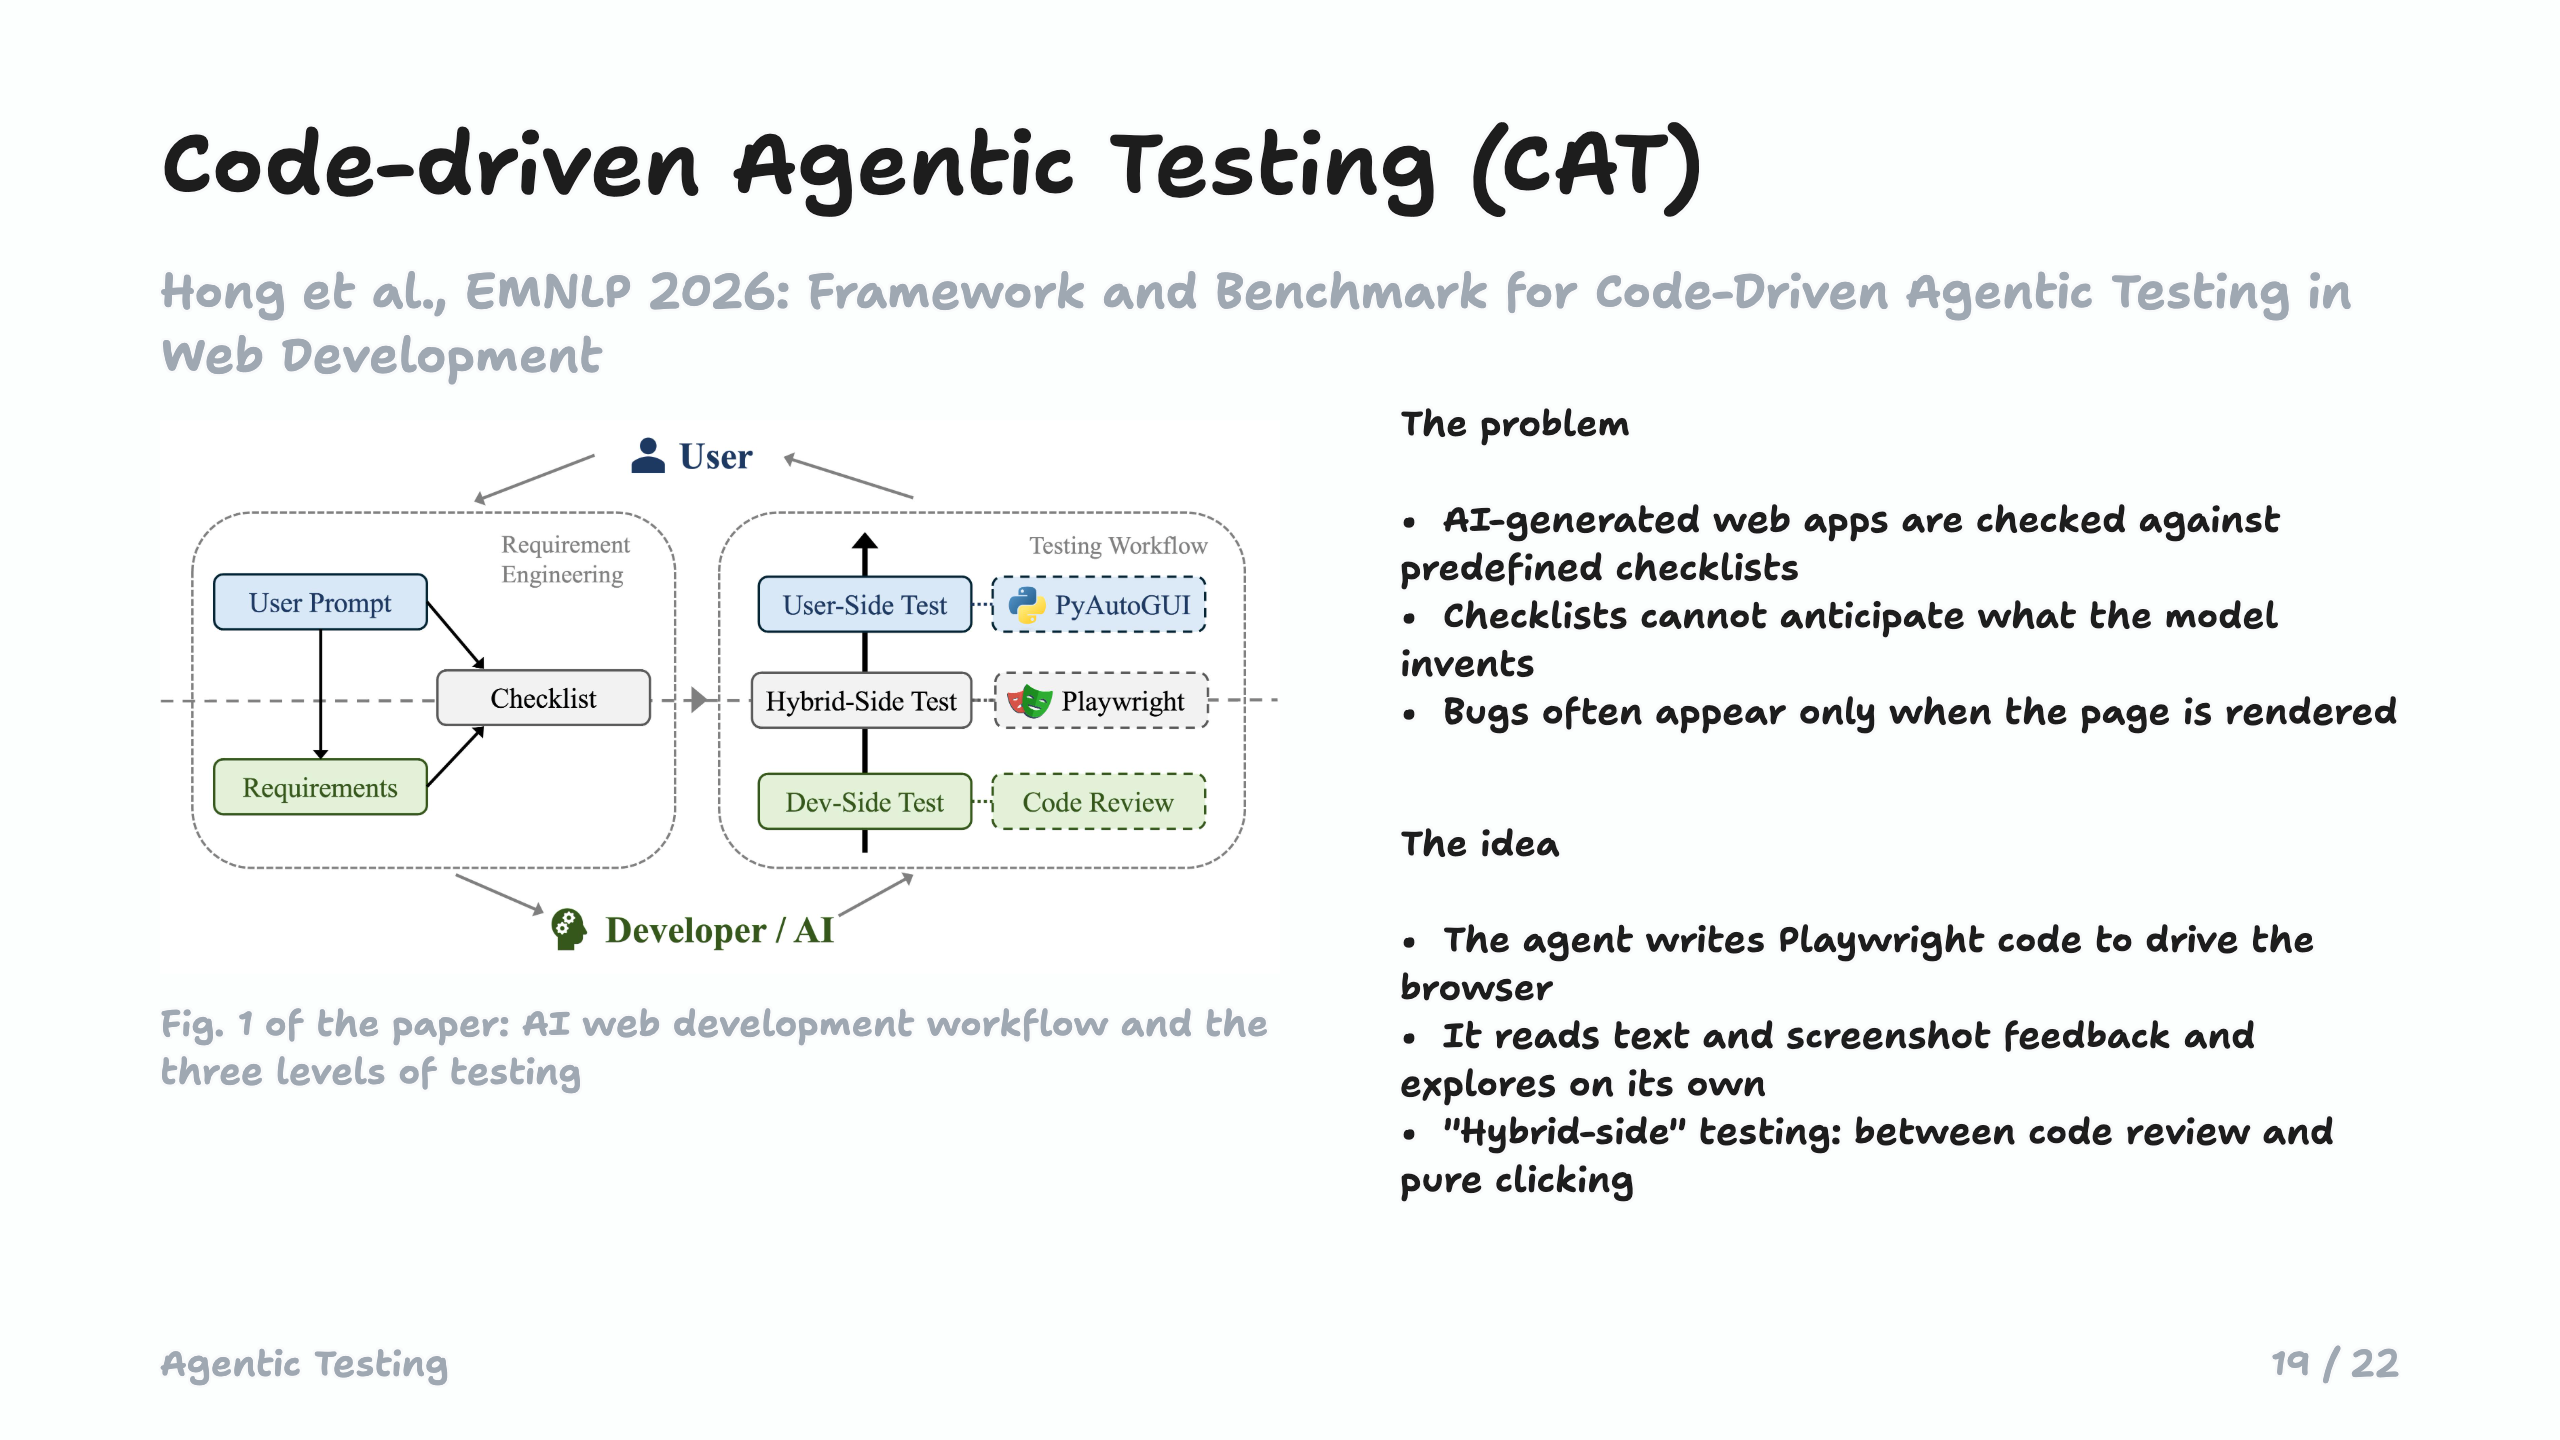 Code-driven Agentic Testing (CAT)
Hong et al., EMNLP 2026: Framework and Benchmark for Code-Driven Agentic Testing in
Web Development
User
Requirement
Engineering
User Prompt
Checklist
Requirements
Testing Workflow
User-Side Test
PyAutoGUI
Hybrid-Side Test
Playwright
Dev-Side Test
Code Review
Developer / AI
Fig. 1 of the paper: AI web development workflow and the
three levels of testing
The problem
• AI-generated web apps are checked against
predefined checklists
• Checklists cannot anticipate what the model
invents
• Bugs often appear only when the page is rendered
The idea
• The agent writes Playwright code to drive the
browser
• It reads text and screenshot feedback and
explores on its own
• "Hybrid-side" testing: between code review and
pure clicking
Agentic Testing
19 / 22